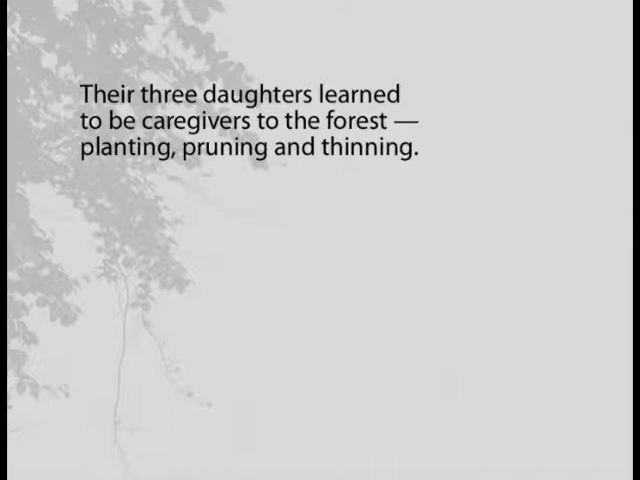 Their three daughters learned
to be caregivers to the forest —
planting, pruning and thinning.